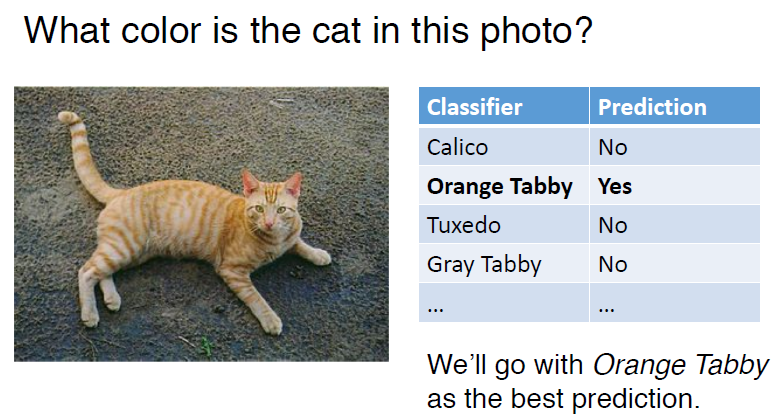 What color is the cat in this photo?
Classifier Prediction
Calico No
Orange Tabby Yes
Tuxedo No
Gray Tabby No
... ...
We'll go with Orange Tabby
as the best prediction.